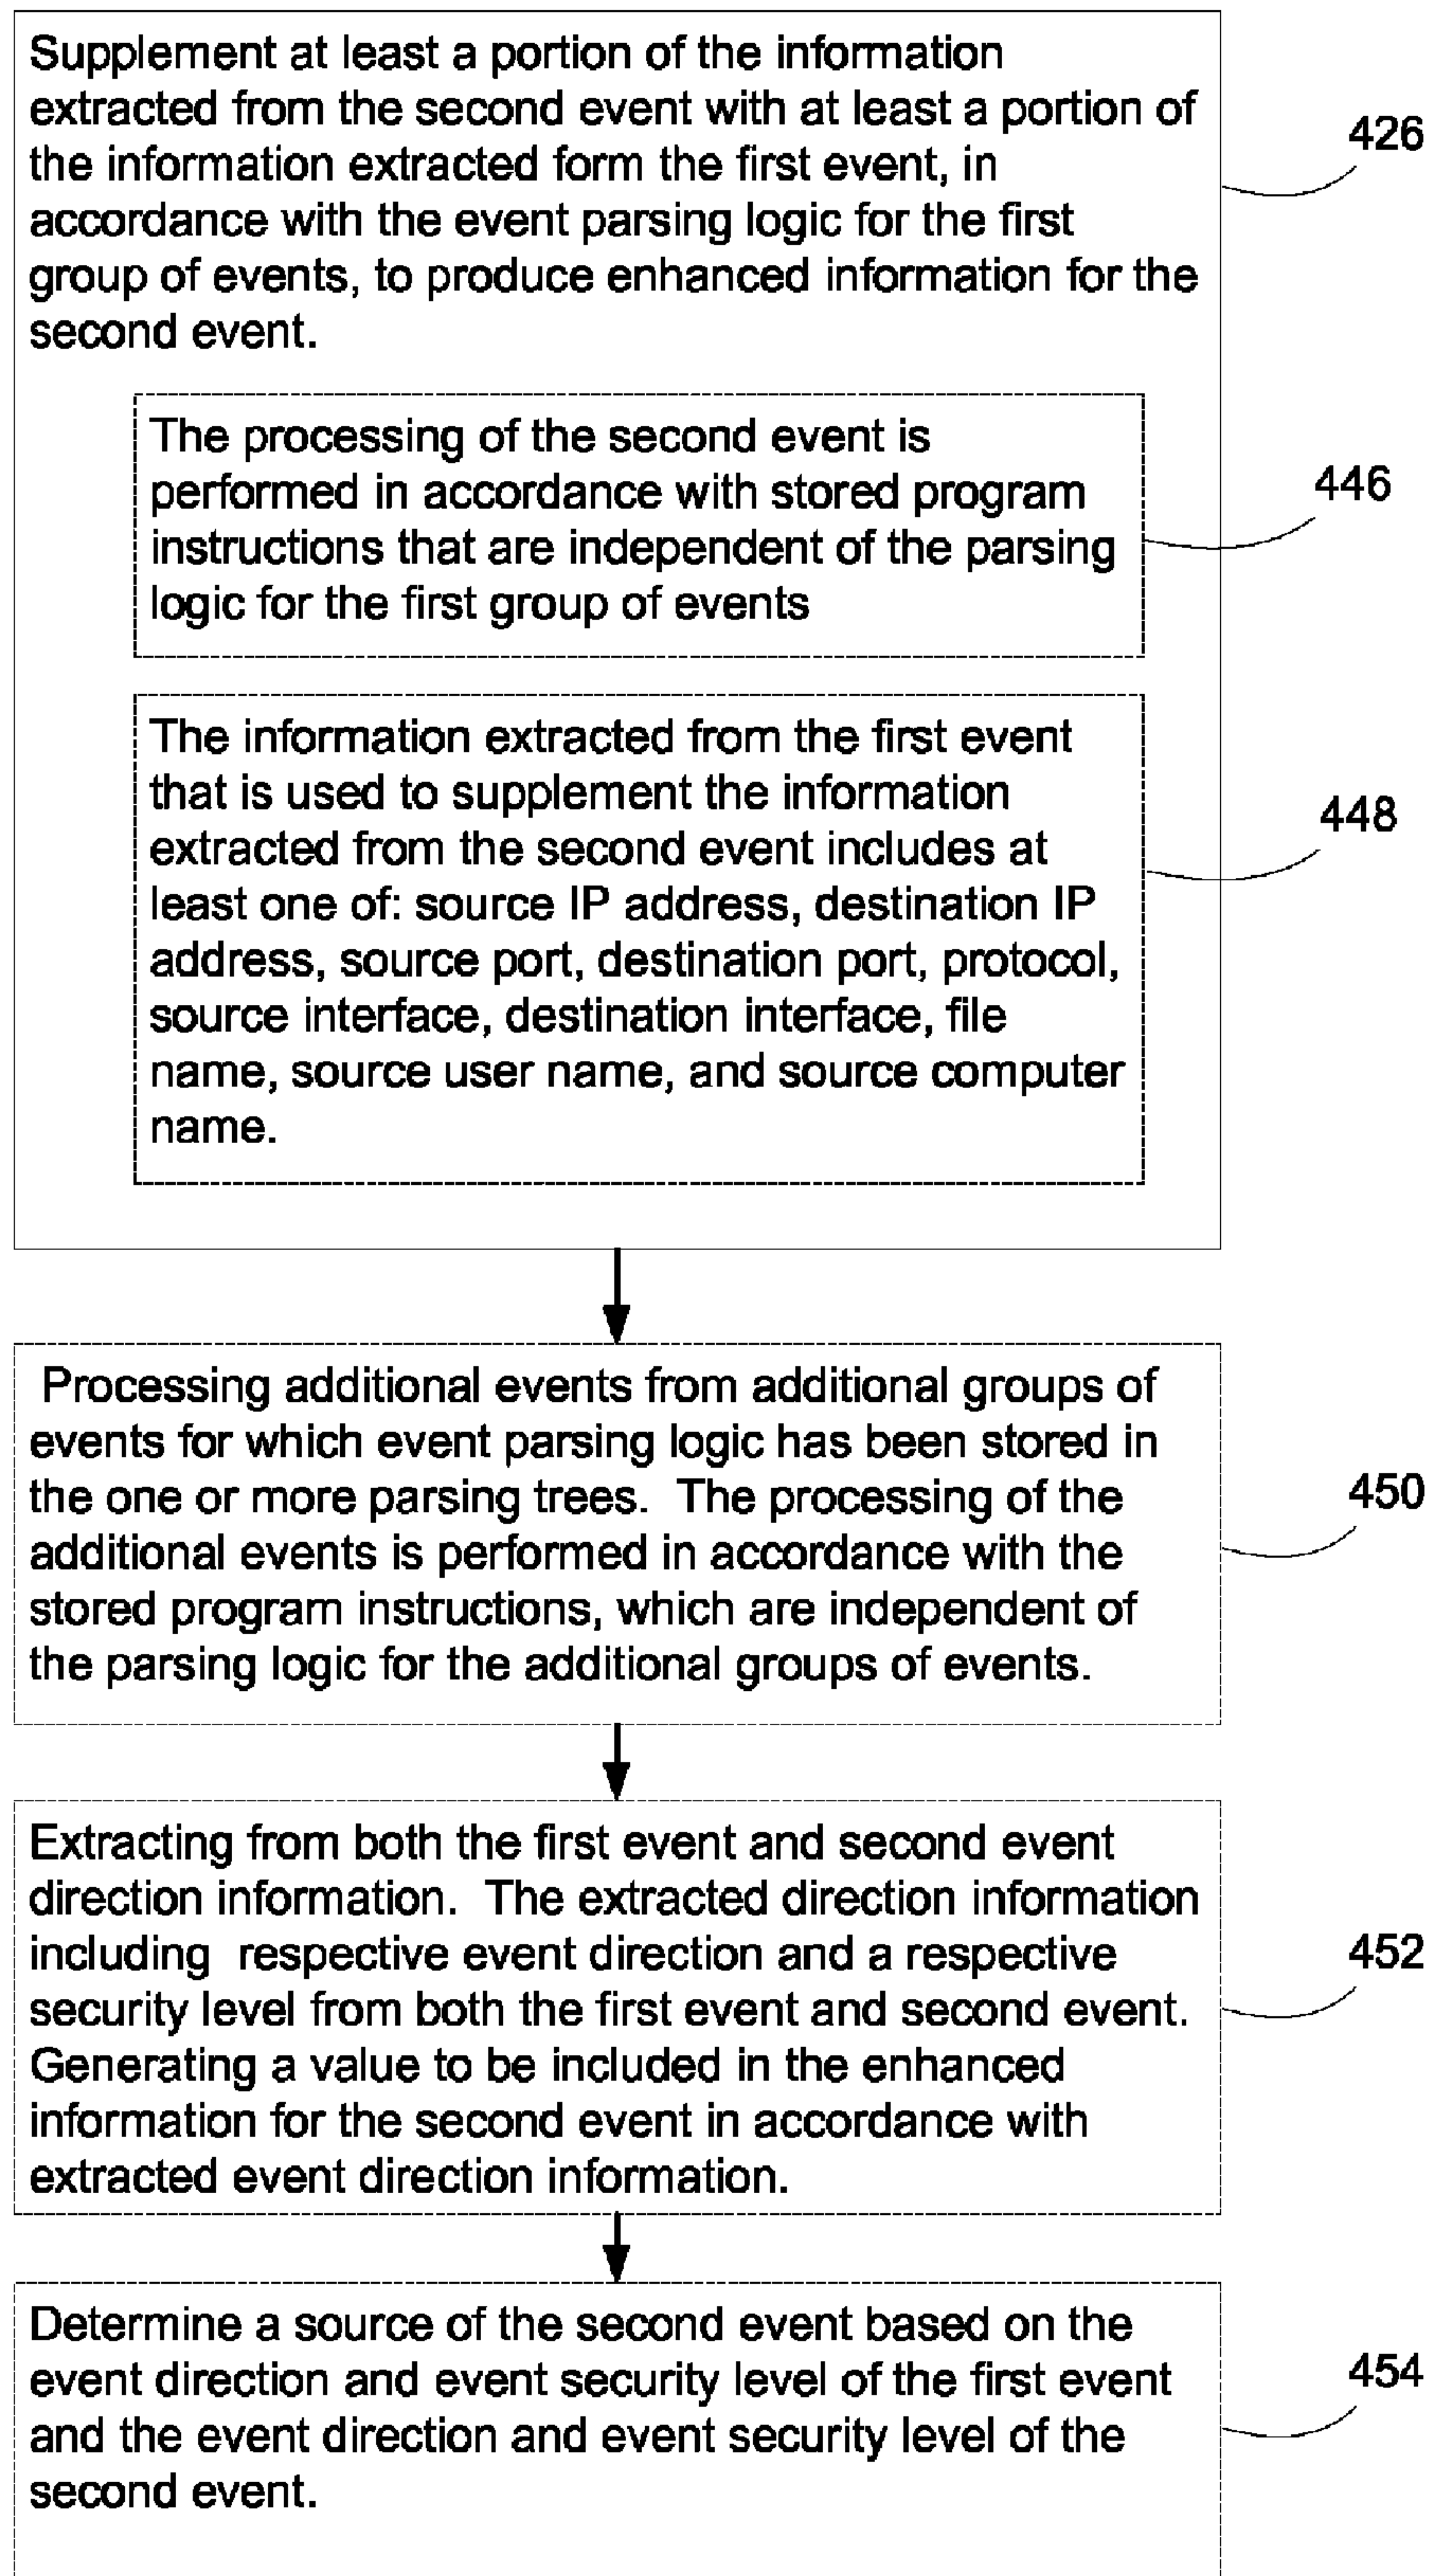 Supplement at least a portion of the information
extracted from the second event with at least a portion of
the information extracted form the first event, in
accordance with the event parsing logic for the first
group of events, to produce enhanced information for the
second event.
426
The processing of the second event is
performed in accordance with stored program
instructions that are independent of the parsing
logic for the first group of events
446
The information extracted from the first event
that is used to supplement the information
extracted from the second event includes at
least one of: source IP address, destination IP
address, source port, destination port, protocol,
source interface, destination interface, file
name, source user name, and source computer
name.
448
Processing additional events from additional groups of
events for which event parsing logic has been stored in
the one or more parsing trees.  The processing of the
additional events is performed in accordance with the
stored program instructions, which are independent of
the parsing logic for the additional groups of events.
450
Extracting from both the first event and second event
direction information.  The extracted direction information
including  respective event direction and a respective
security level from both the first event and second event.
Generating a value to be included in the enhanced
information for the second event in accordance with
extracted event direction information.
452
Determine a source of the second event based on the
event direction and event security level of the first event
and the event direction and event security level of the
second event.
454